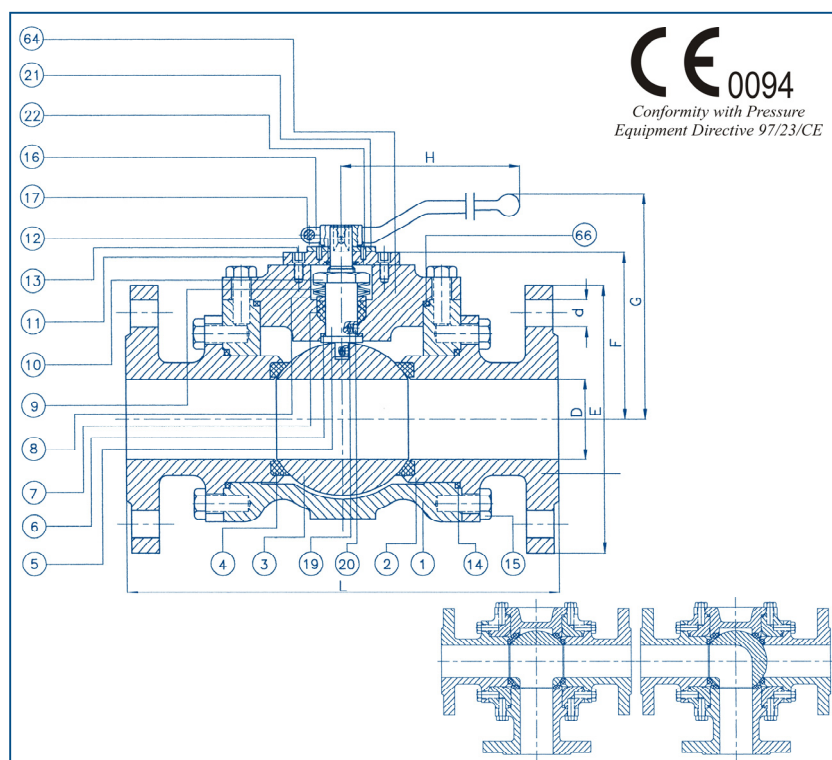 64
21
22
16
17
12
13
11
10
9
8
7
6
5
4
3
19
20
2
1
14
15
66
CE 0094
Conformity with Pressure
Equipment Directive 97/23/CE
H
G
F
d
D
E
L